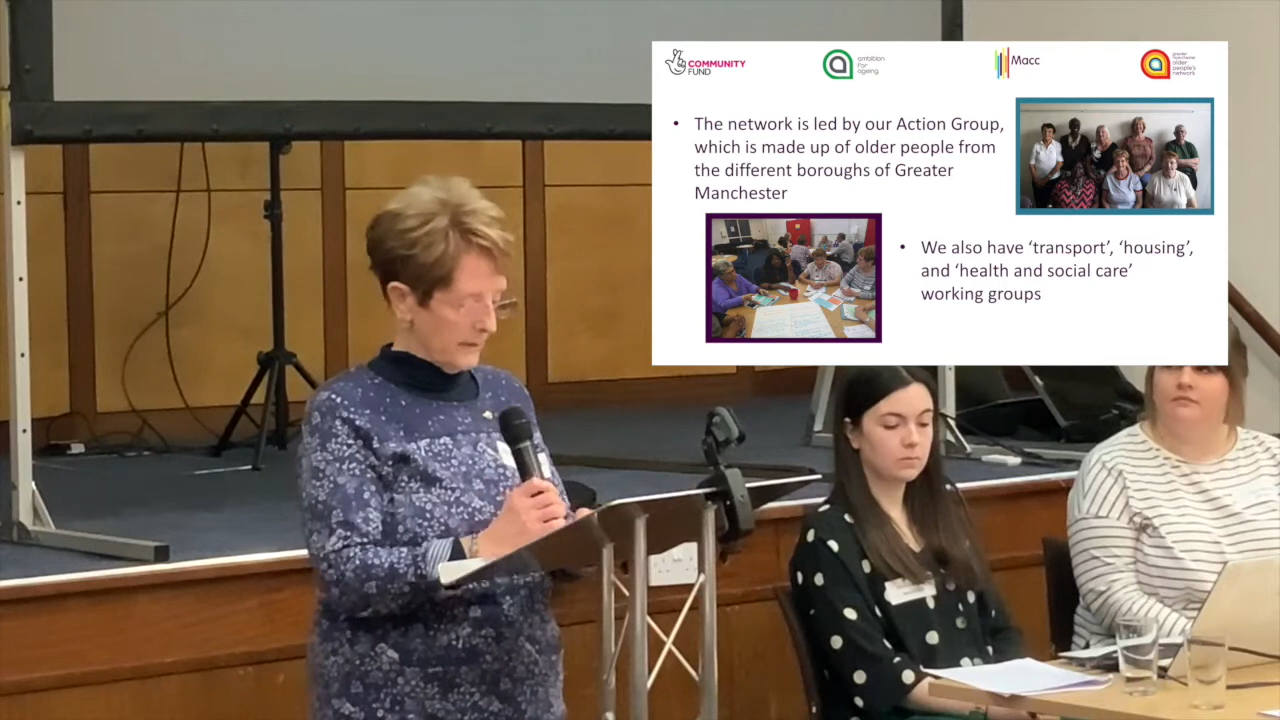 COMMUNITY
FUND
ambition
for
ageing
Macc
greater
manchester
older
people's
network
• The network is led by our Action Group,
which is made up of older people from
the different boroughs of Greater
Manchester
• We also have ‘transport’, ‘housing’,
and ‘health and social care’
working groups